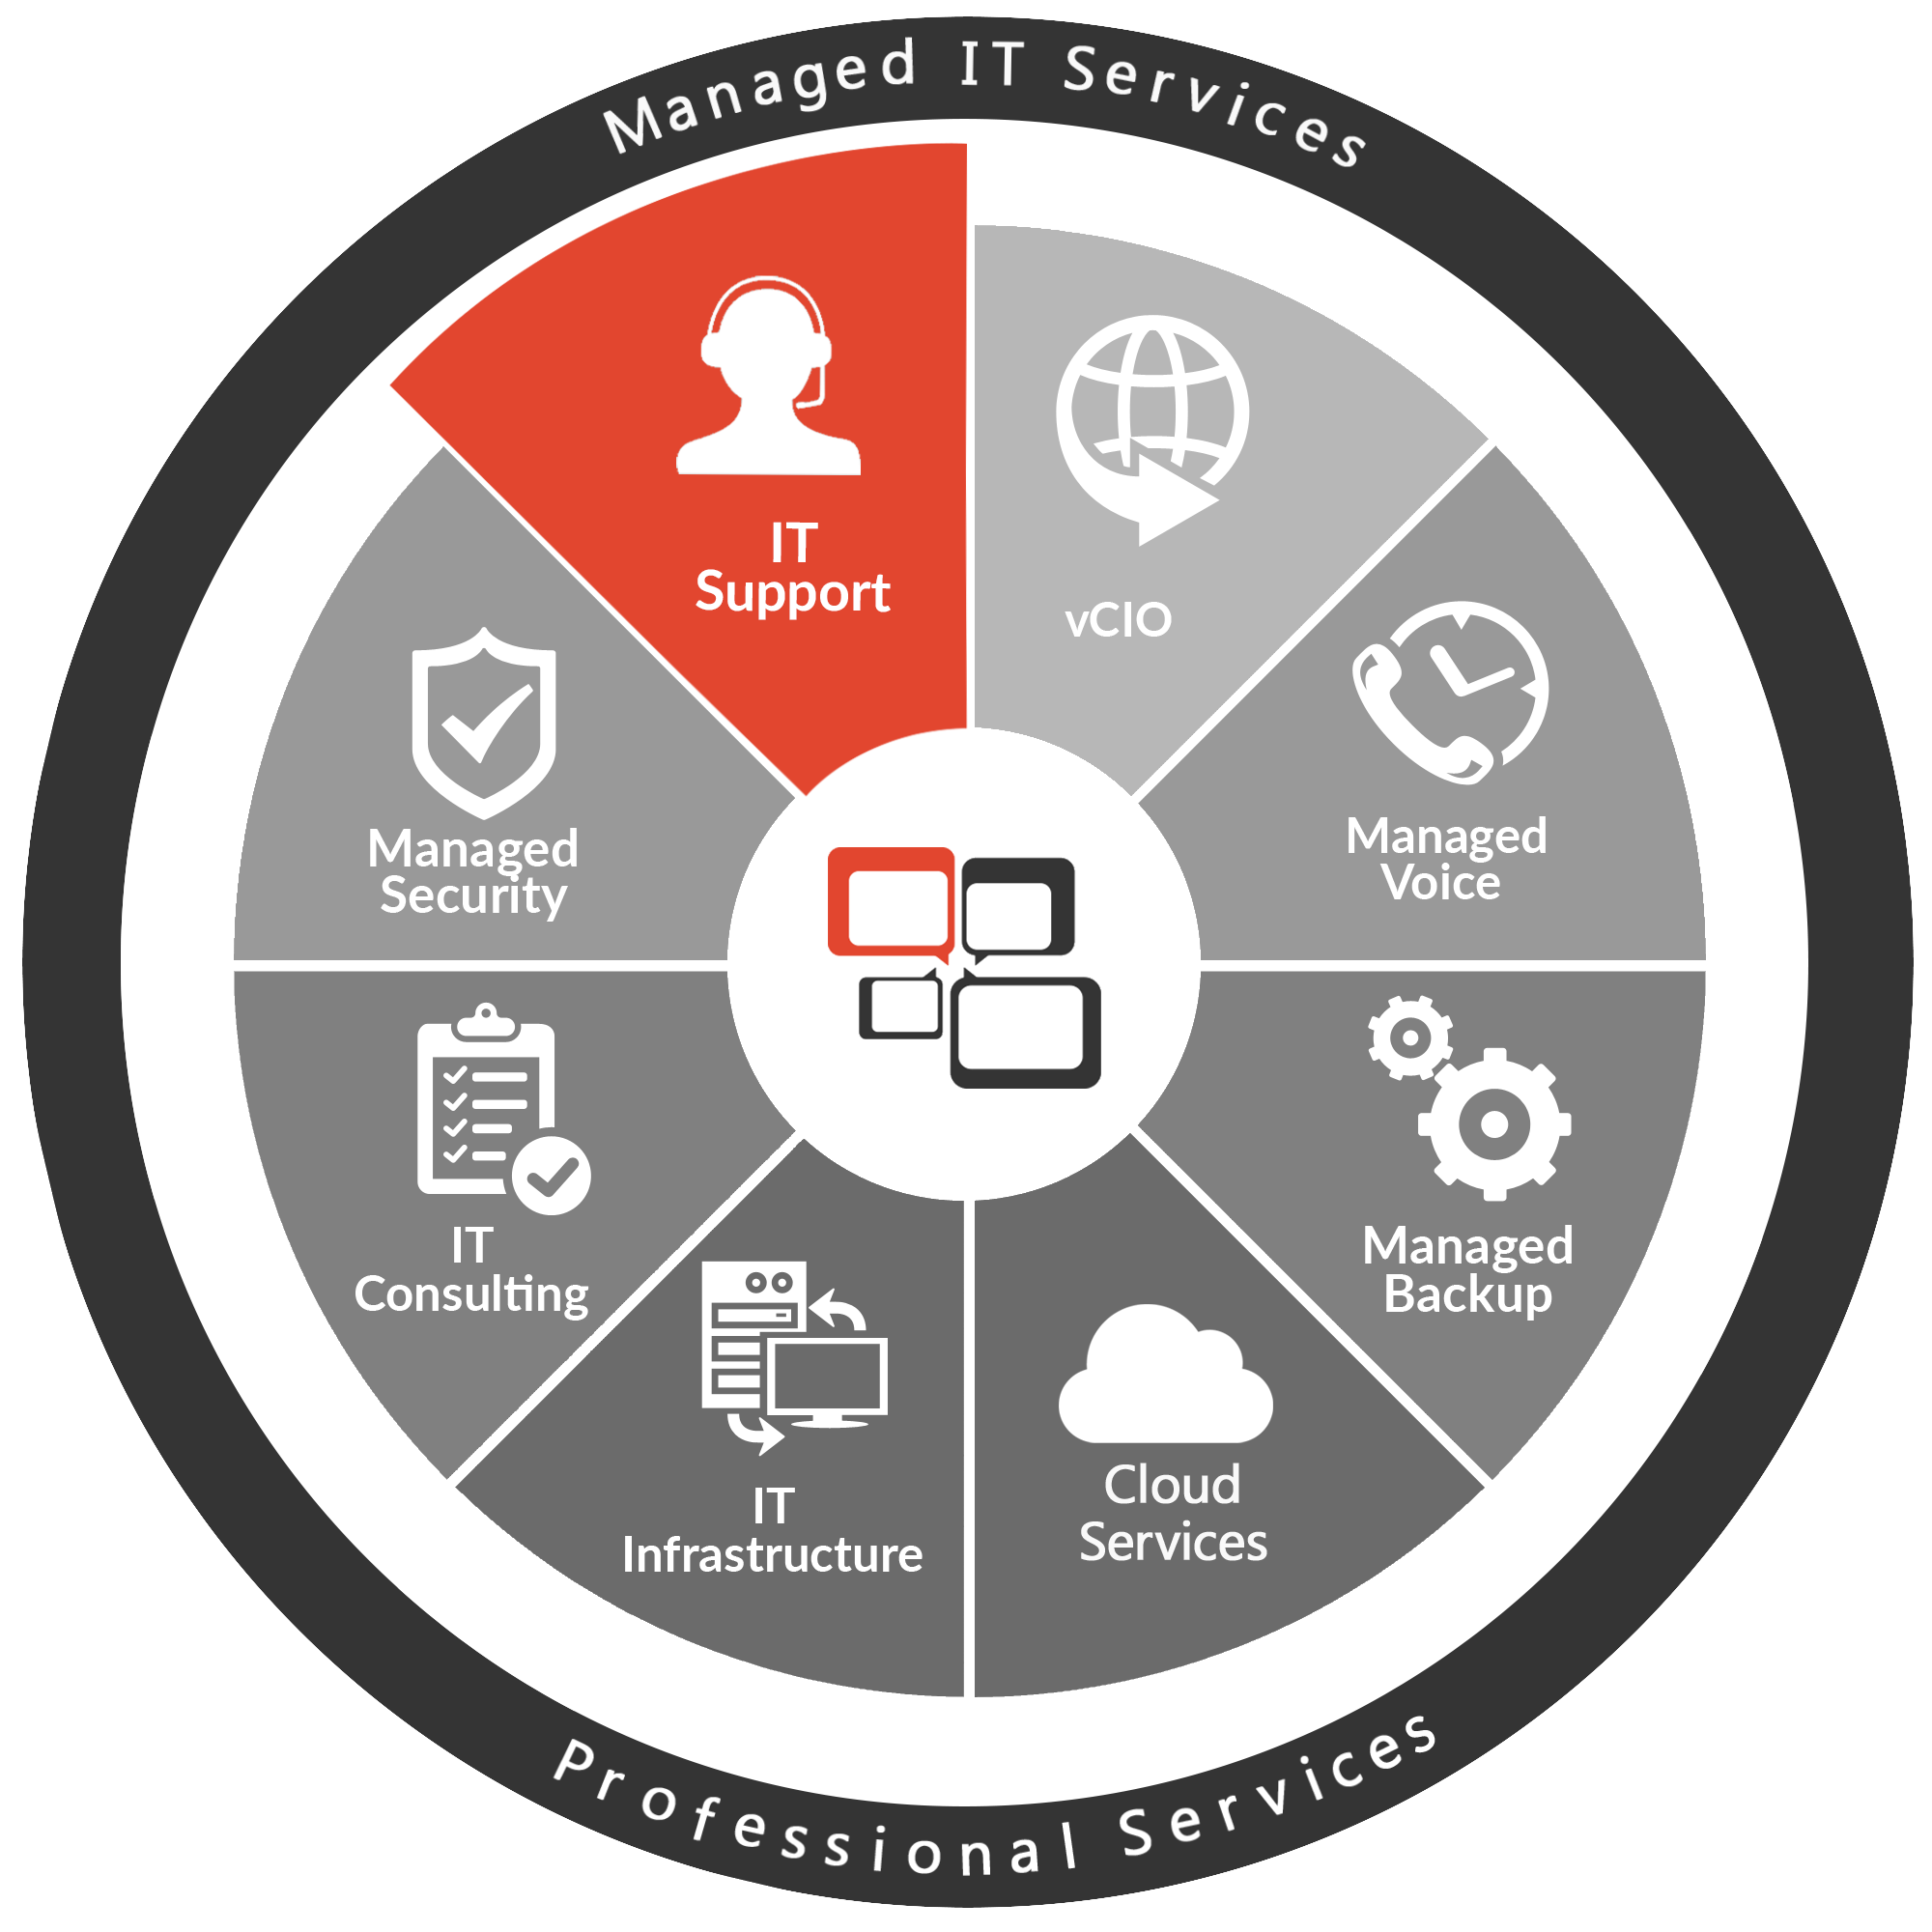 Managed IT Services
IT
Support
vCIO
Managed
Voice
Managed
Backup
Cloud
Services
IT
Infrastructure
IT
Consulting
Managed
Security
Professional Services